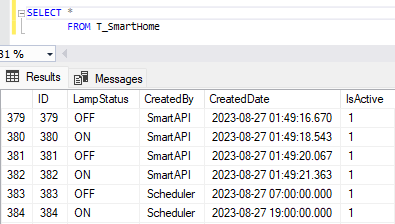 SELECT *
FROM T_SmartHome
Results Messages
ID LampStatus CreatedBy CreatedDate IsActive
379 379 OFF SmartAPI 2023-08-27 01:49:16.670 1
380 380 ON SmartAPI 2023-08-27 01:49:18.543 1
381 381 OFF SmartAPI 2023-08-27 01:49:20.067 1
382 382 ON SmartAPI 2023-08-27 01:49:21.363 1
383 383 OFF Scheduler 2023-08-27 07:00:00.000 1
384 384 ON Scheduler 2023-08-27 19:00:00.000 1